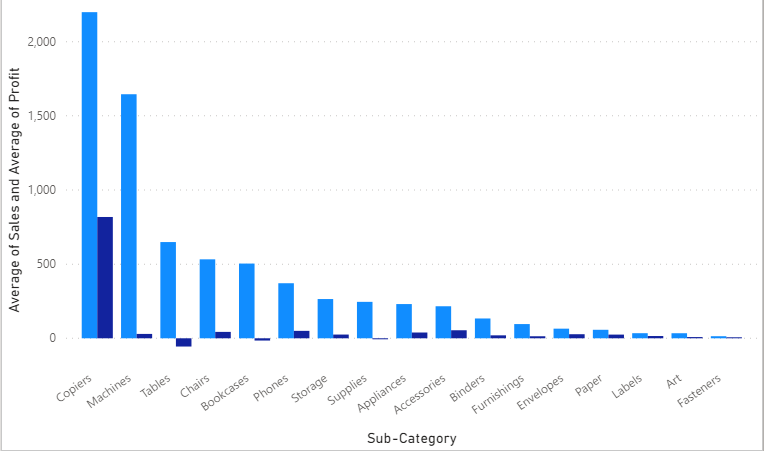 Average of Sales and Average of Profit
2,000
1,500
1,000
500
0
Copiers
Machines
Tables
Chairs
Bookcases
Phones
Storage
Supplies
Appliances
Accessories
Binders
Furnishings
Envelopes
Paper
Labels
Art
Fasteners
Sub-Category